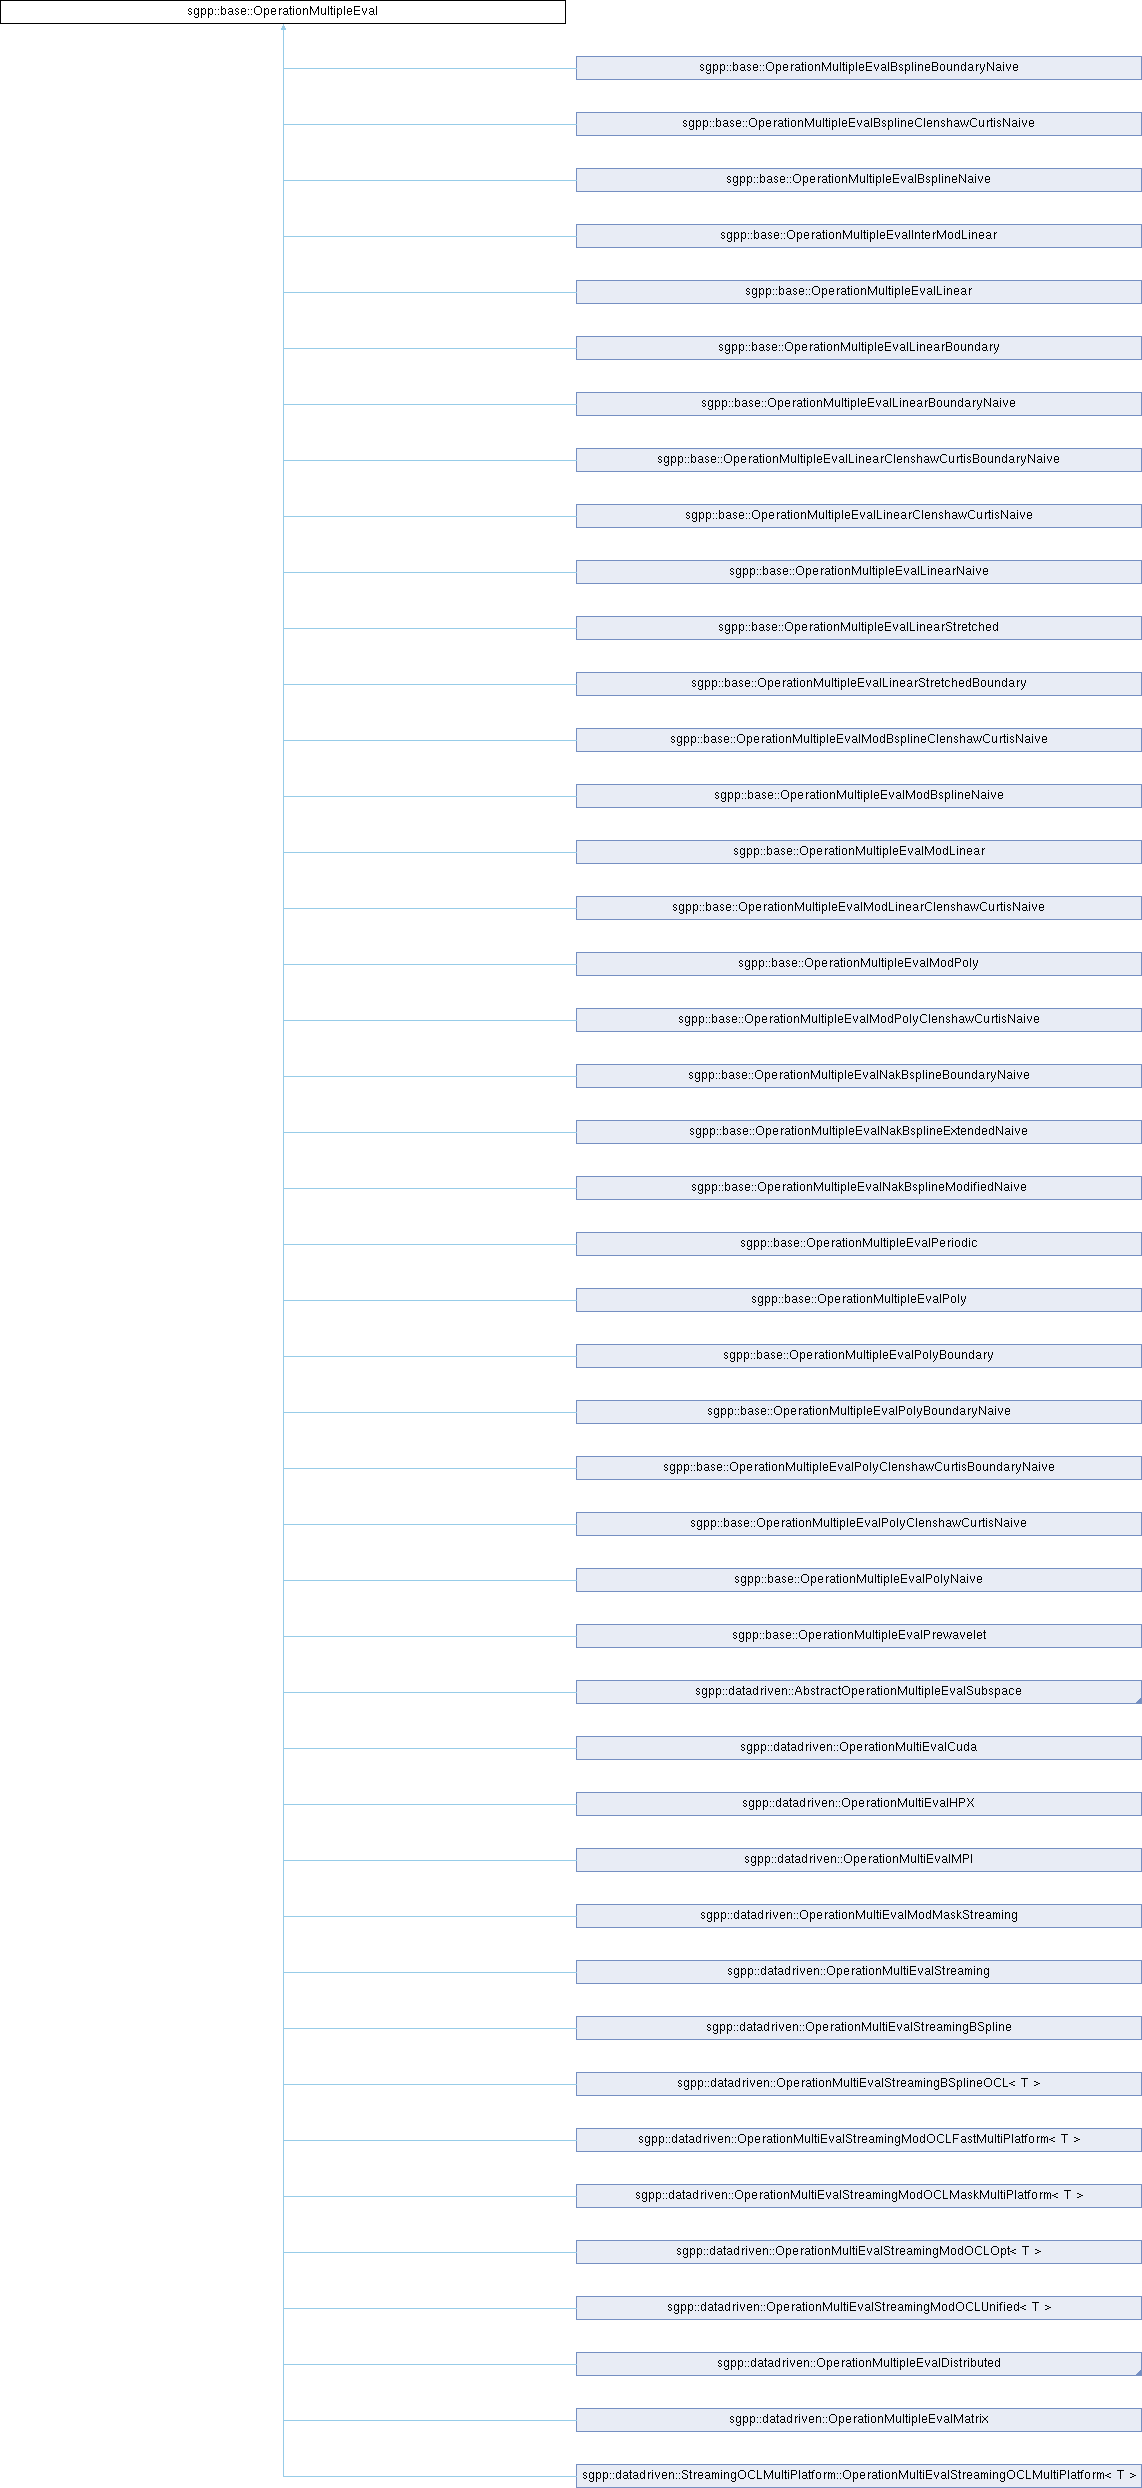 sgpp::base::OperationMultipleEval
sgpp::base::OperationMultipleEvalBsplineBoundaryNaive
sgpp::base::OperationMultipleEvalBsplineClenshawCurtisNaive
sgpp::base::OperationMultipleEvalBsplineNaive
sgpp::base::OperationMultipleEvalInterModLinear
sgpp::base::OperationMultipleEvalLinear
sgpp::base::OperationMultipleEvalLinearBoundary
sgpp::base::OperationMultipleEvalLinearBoundaryNaive
sgpp::base::OperationMultipleEvalLinearClenshawCurtisBoundaryNaive
sgpp::base::OperationMultipleEvalLinearClenshawCurtisNaive
sgpp::base::OperationMultipleEvalLinearNaive
sgpp::base::OperationMultipleEvalLinearStretched
sgpp::base::OperationMultipleEvalLinearStretchedBoundary
sgpp::base::OperationMultipleEvalModBsplineClenshawCurtisNaive
sgpp::base::OperationMultipleEvalModBsplineNaive
sgpp::base::OperationMultipleEvalModLinear
sgpp::base::OperationMultipleEvalModLinearClenshawCurtisNaive
sgpp::base::OperationMultipleEvalModPoly
sgpp::base::OperationMultipleEvalModPolyClenshawCurtisNaive
sgpp::base::OperationMultipleEvalNakBsplineBoundaryNaive
sgpp::base::OperationMultipleEvalNakBsplineExtendedNaive
sgpp::base::OperationMultipleEvalNakBsplineModifiedNaive
sgpp::base::OperationMultipleEvalPeriodic
sgpp::base::OperationMultipleEvalPoly
sgpp::base::OperationMultipleEvalPolyBoundary
sgpp::base::OperationMultipleEvalPolyBoundaryNaive
sgpp::base::OperationMultipleEvalPolyClenshawCurtisBoundaryNaive
sgpp::base::OperationMultipleEvalPolyClenshawCurtisNaive
sgpp::base::OperationMultipleEvalPolyNaive
sgpp::base::OperationMultipleEvalPrewavelet
sgpp::datadriven::AbstractOperationMultipleEvalSubspace
sgpp::datadriven::OperationMultiEvalCuda
sgpp::datadriven::OperationMultiEvalHPX
sgpp::datadriven::OperationMultiEvalMPI
sgpp::datadriven::OperationMultiEvalModMaskStreaming
sgpp::datadriven::OperationMultiEvalStreaming
sgpp::datadriven::OperationMultiEvalStreamingBSpline
sgpp::datadriven::OperationMultiEvalStreamingBSplineOCL< T >
sgpp::datadriven::OperationMultiEvalStreamingModOCLFastMultiPlatform< T >
sgpp::datadriven::OperationMultiEvalStreamingModOCLMaskMultiPlatform< T >
sgpp::datadriven::OperationMultiEvalStreamingModOCLOpt< T >
sgpp::datadriven::OperationMultiEvalStreamingModOCLUnified< T >
sgpp::datadriven::OperationMultipleEvalDistributed
sgpp::datadriven::OperationMultipleEvalMatrix
sgpp::datadriven::StreamingOCLMultiPlatform::OperationMultiEvalStreamingOCLMultiPlatform< T >